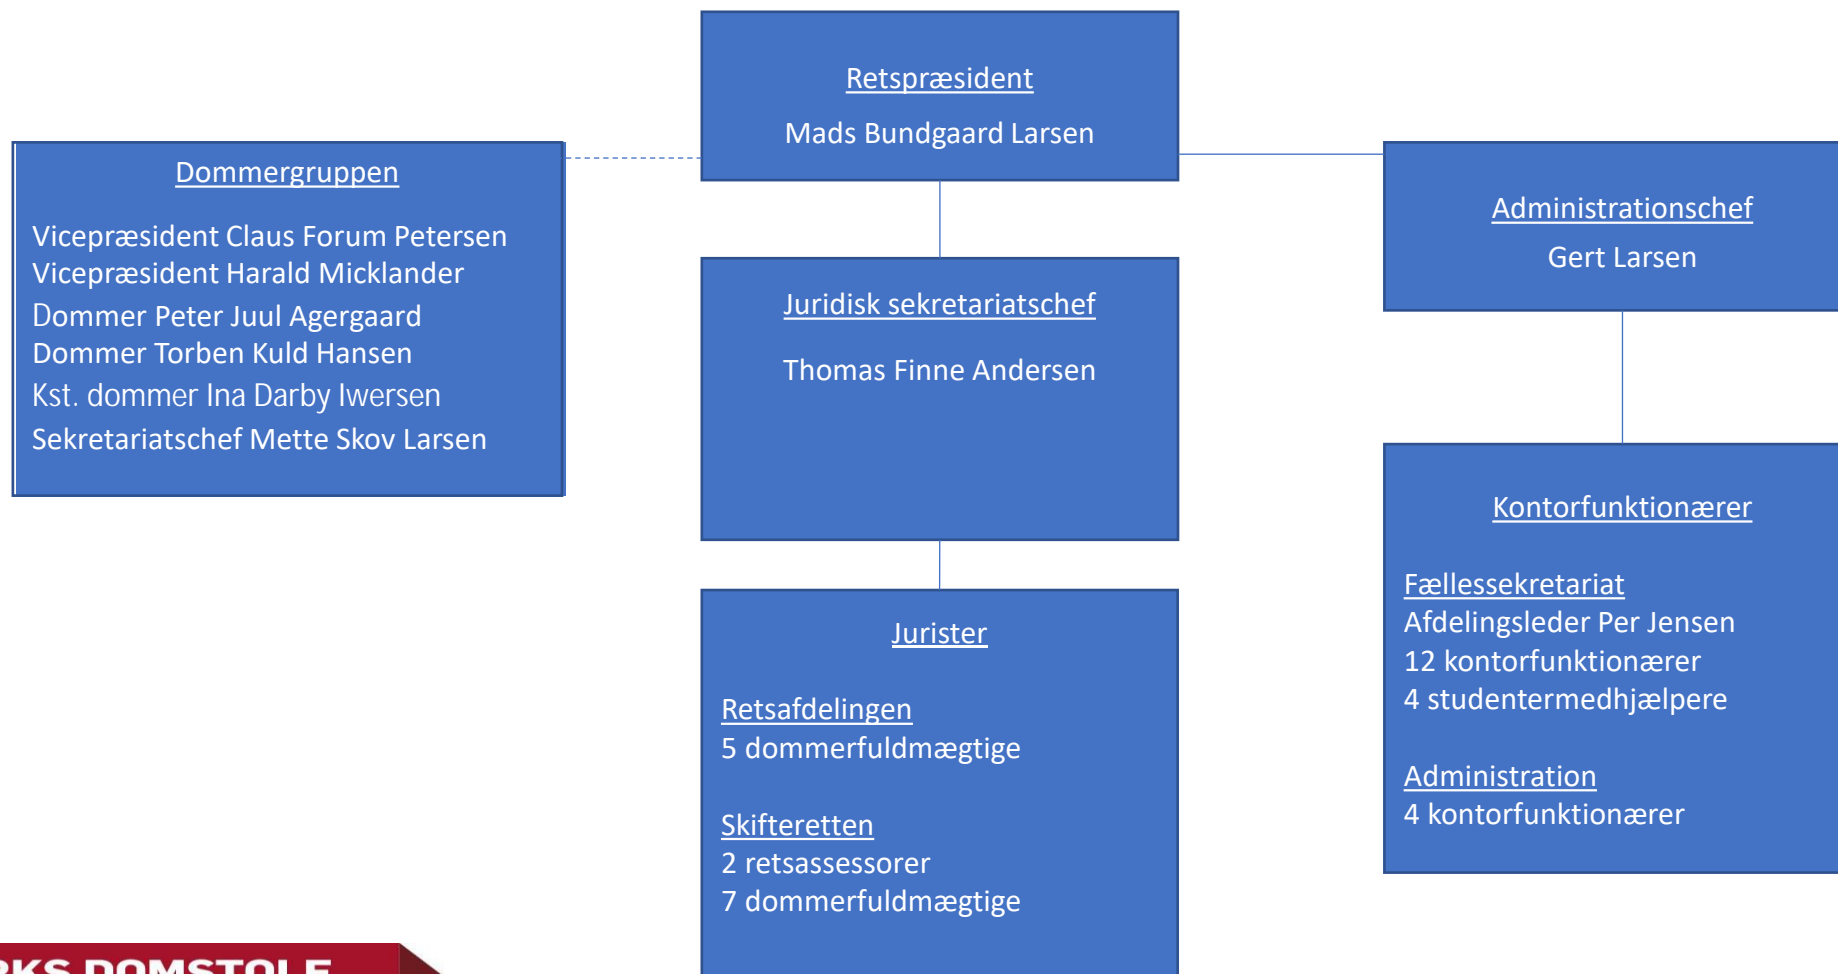 Retspræsident
Mads Bundgaard Larsen
Dommergruppen
Vicepræsident Claus Forum Petersen
Vicepræsident Harald Micklander
Dommer Peter Juul Agergaard
Dommer Torben Kuld Hansen
Kst. dommer Ina Darby Iwersen
Sekretariatschef Mette Skov Larsen
Juridisk sekretariatschef
Thomas Finne Andersen
Administrationschef
Gert Larsen
Jurister
Retsafdelingen
5 dommerfuldmægtige
Skifteretten
2 retsassessorer
7 dommerfuldmægtige
Kontorfunktionærer
Fællessekretariat
Afdelingsleder Per Jensen
12 kontorfunktionærer
4 studentermedhjælpere
Administration
4 kontorfunktionærer
RKS DOMSTOLE